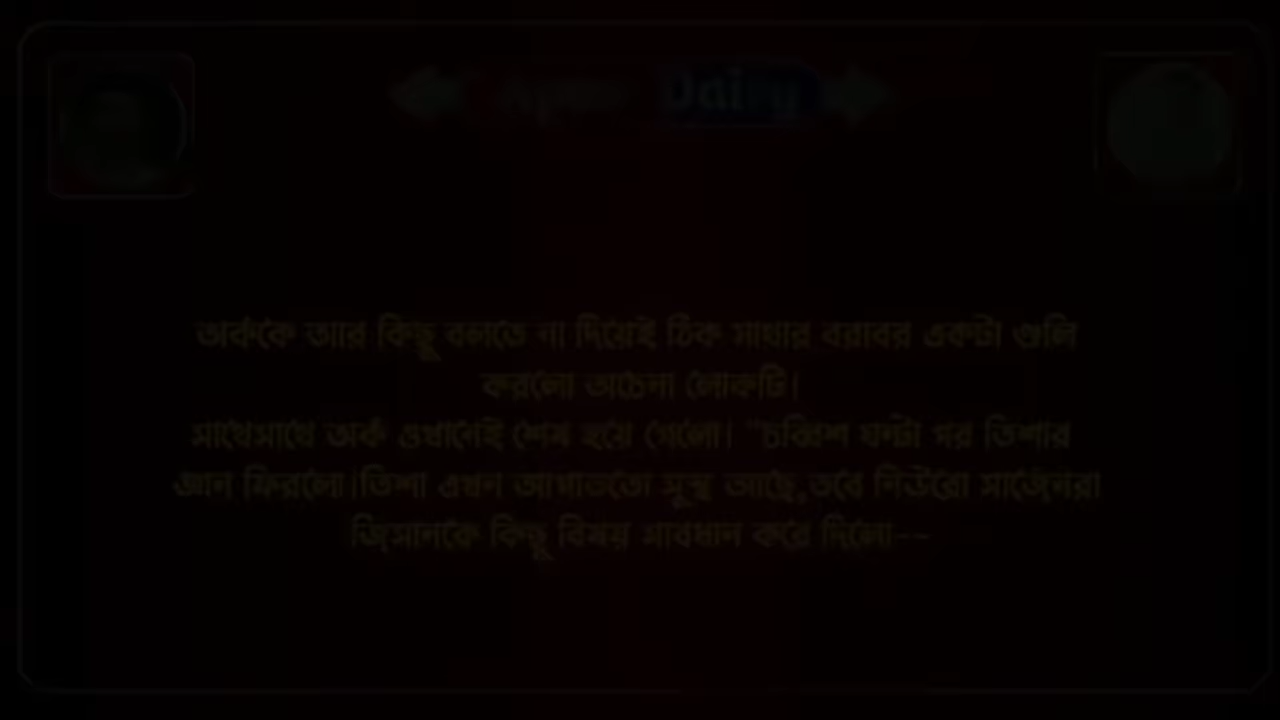 Ddiry
অর্ককে আর কিছু বলতে না দিয়েই ঠিক মাথার বরাবর একটা গুলি
করলো অচেনা লোকটি।
সাথেসাথে অর্ক ওখানেই শেষ হয়ে গেলো। "চব্বিশ ঘন্টা পর তিশার
জ্ঞান ফিরলো।তিশা এখন আপাততো সুস্থ আছে,তবে নিউরো সার্জেনরা
জিসানকে কিছু বিষয় সাবধান করে দিলো--